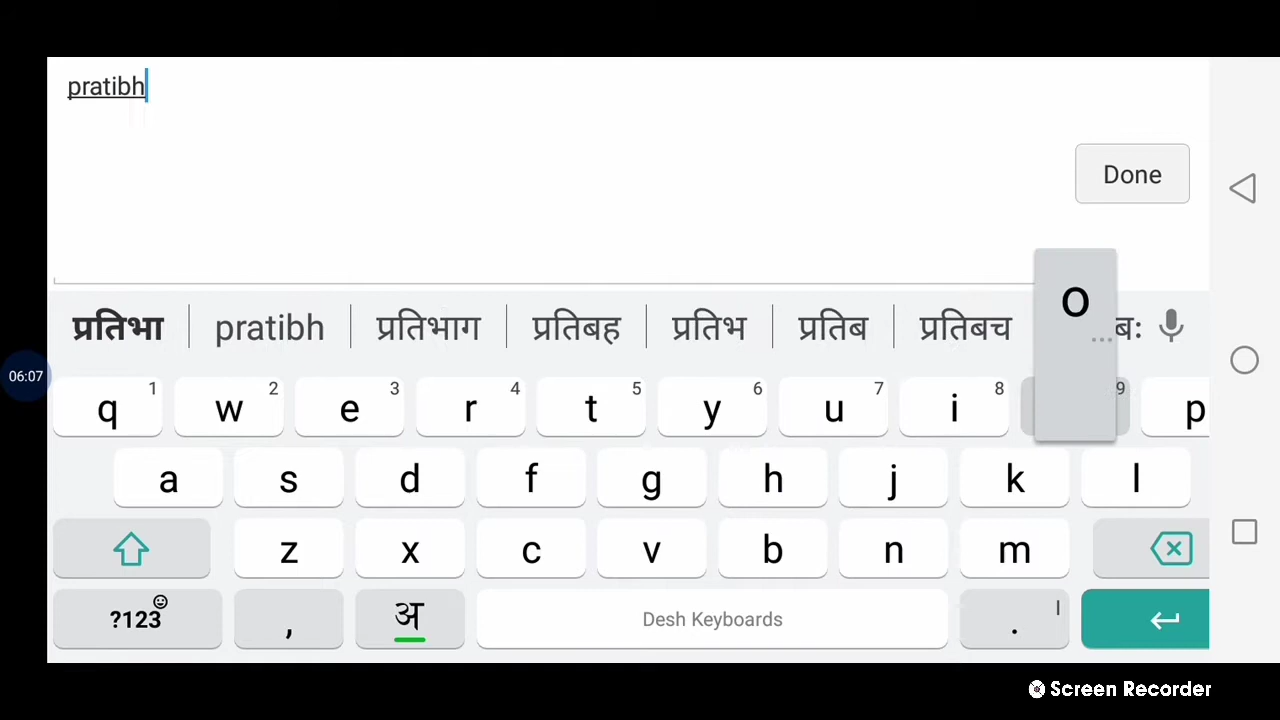 pratibh
Done
o
प्रतिभा pratibh प्रतिभाग प्रतिबह प्रतिभ प्रतिब प्रतिबच
06:07
q 1 w 2 e 3 r 4 t 5 y 6 u 7 i 8 9 p
a s d f g h j k l
z x c v b n m
?123 , अ Desh Keyboards .
Screen Recorder